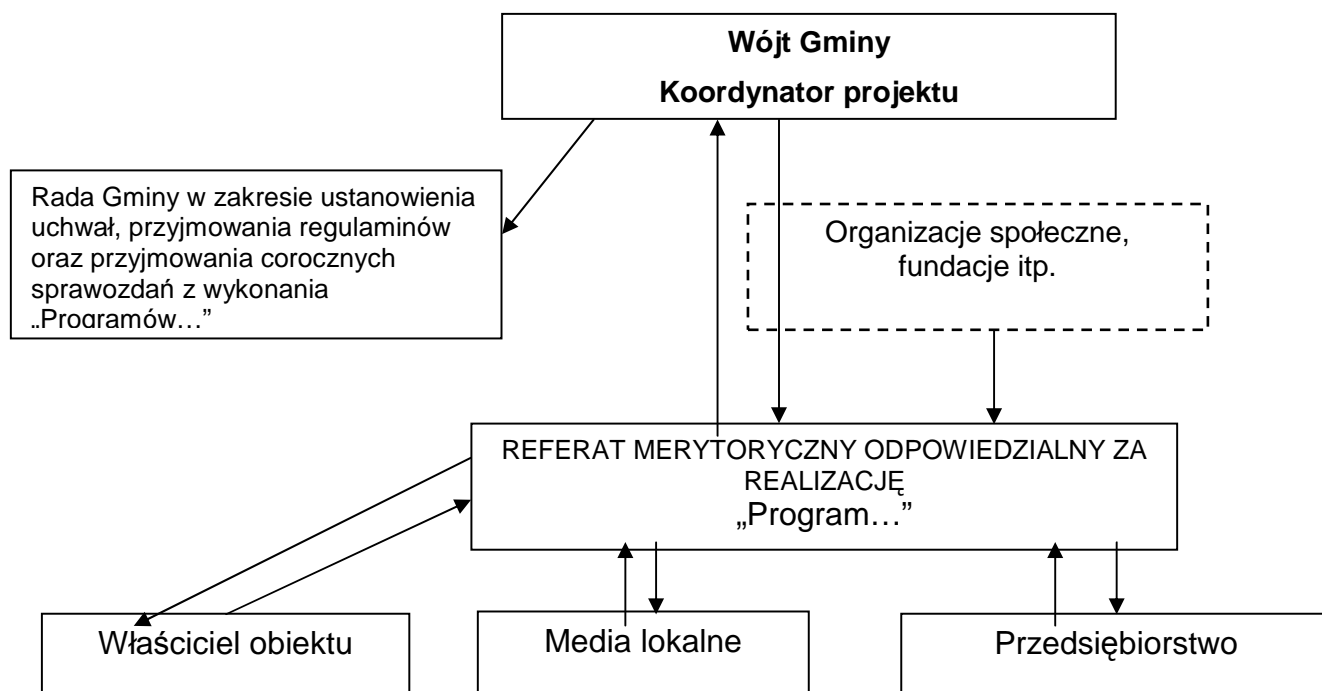 Wójt Gminy
Koordynator projektu
Rada Gminy w zakresie ustanowienia
uchwał, przyjmowania regulaminów
oraz przyjmowania corocznych
sprawozdań z wykonania
„Programów…”
Organizacje społeczne,
fundacje itp.
REFERAT MERYTORYCZNY ODPOWIEDZIALNY ZA
REALIZACJĘ
„Program…”
Właściciel obiektu
Media lokalne
Przedsiębiorstwo